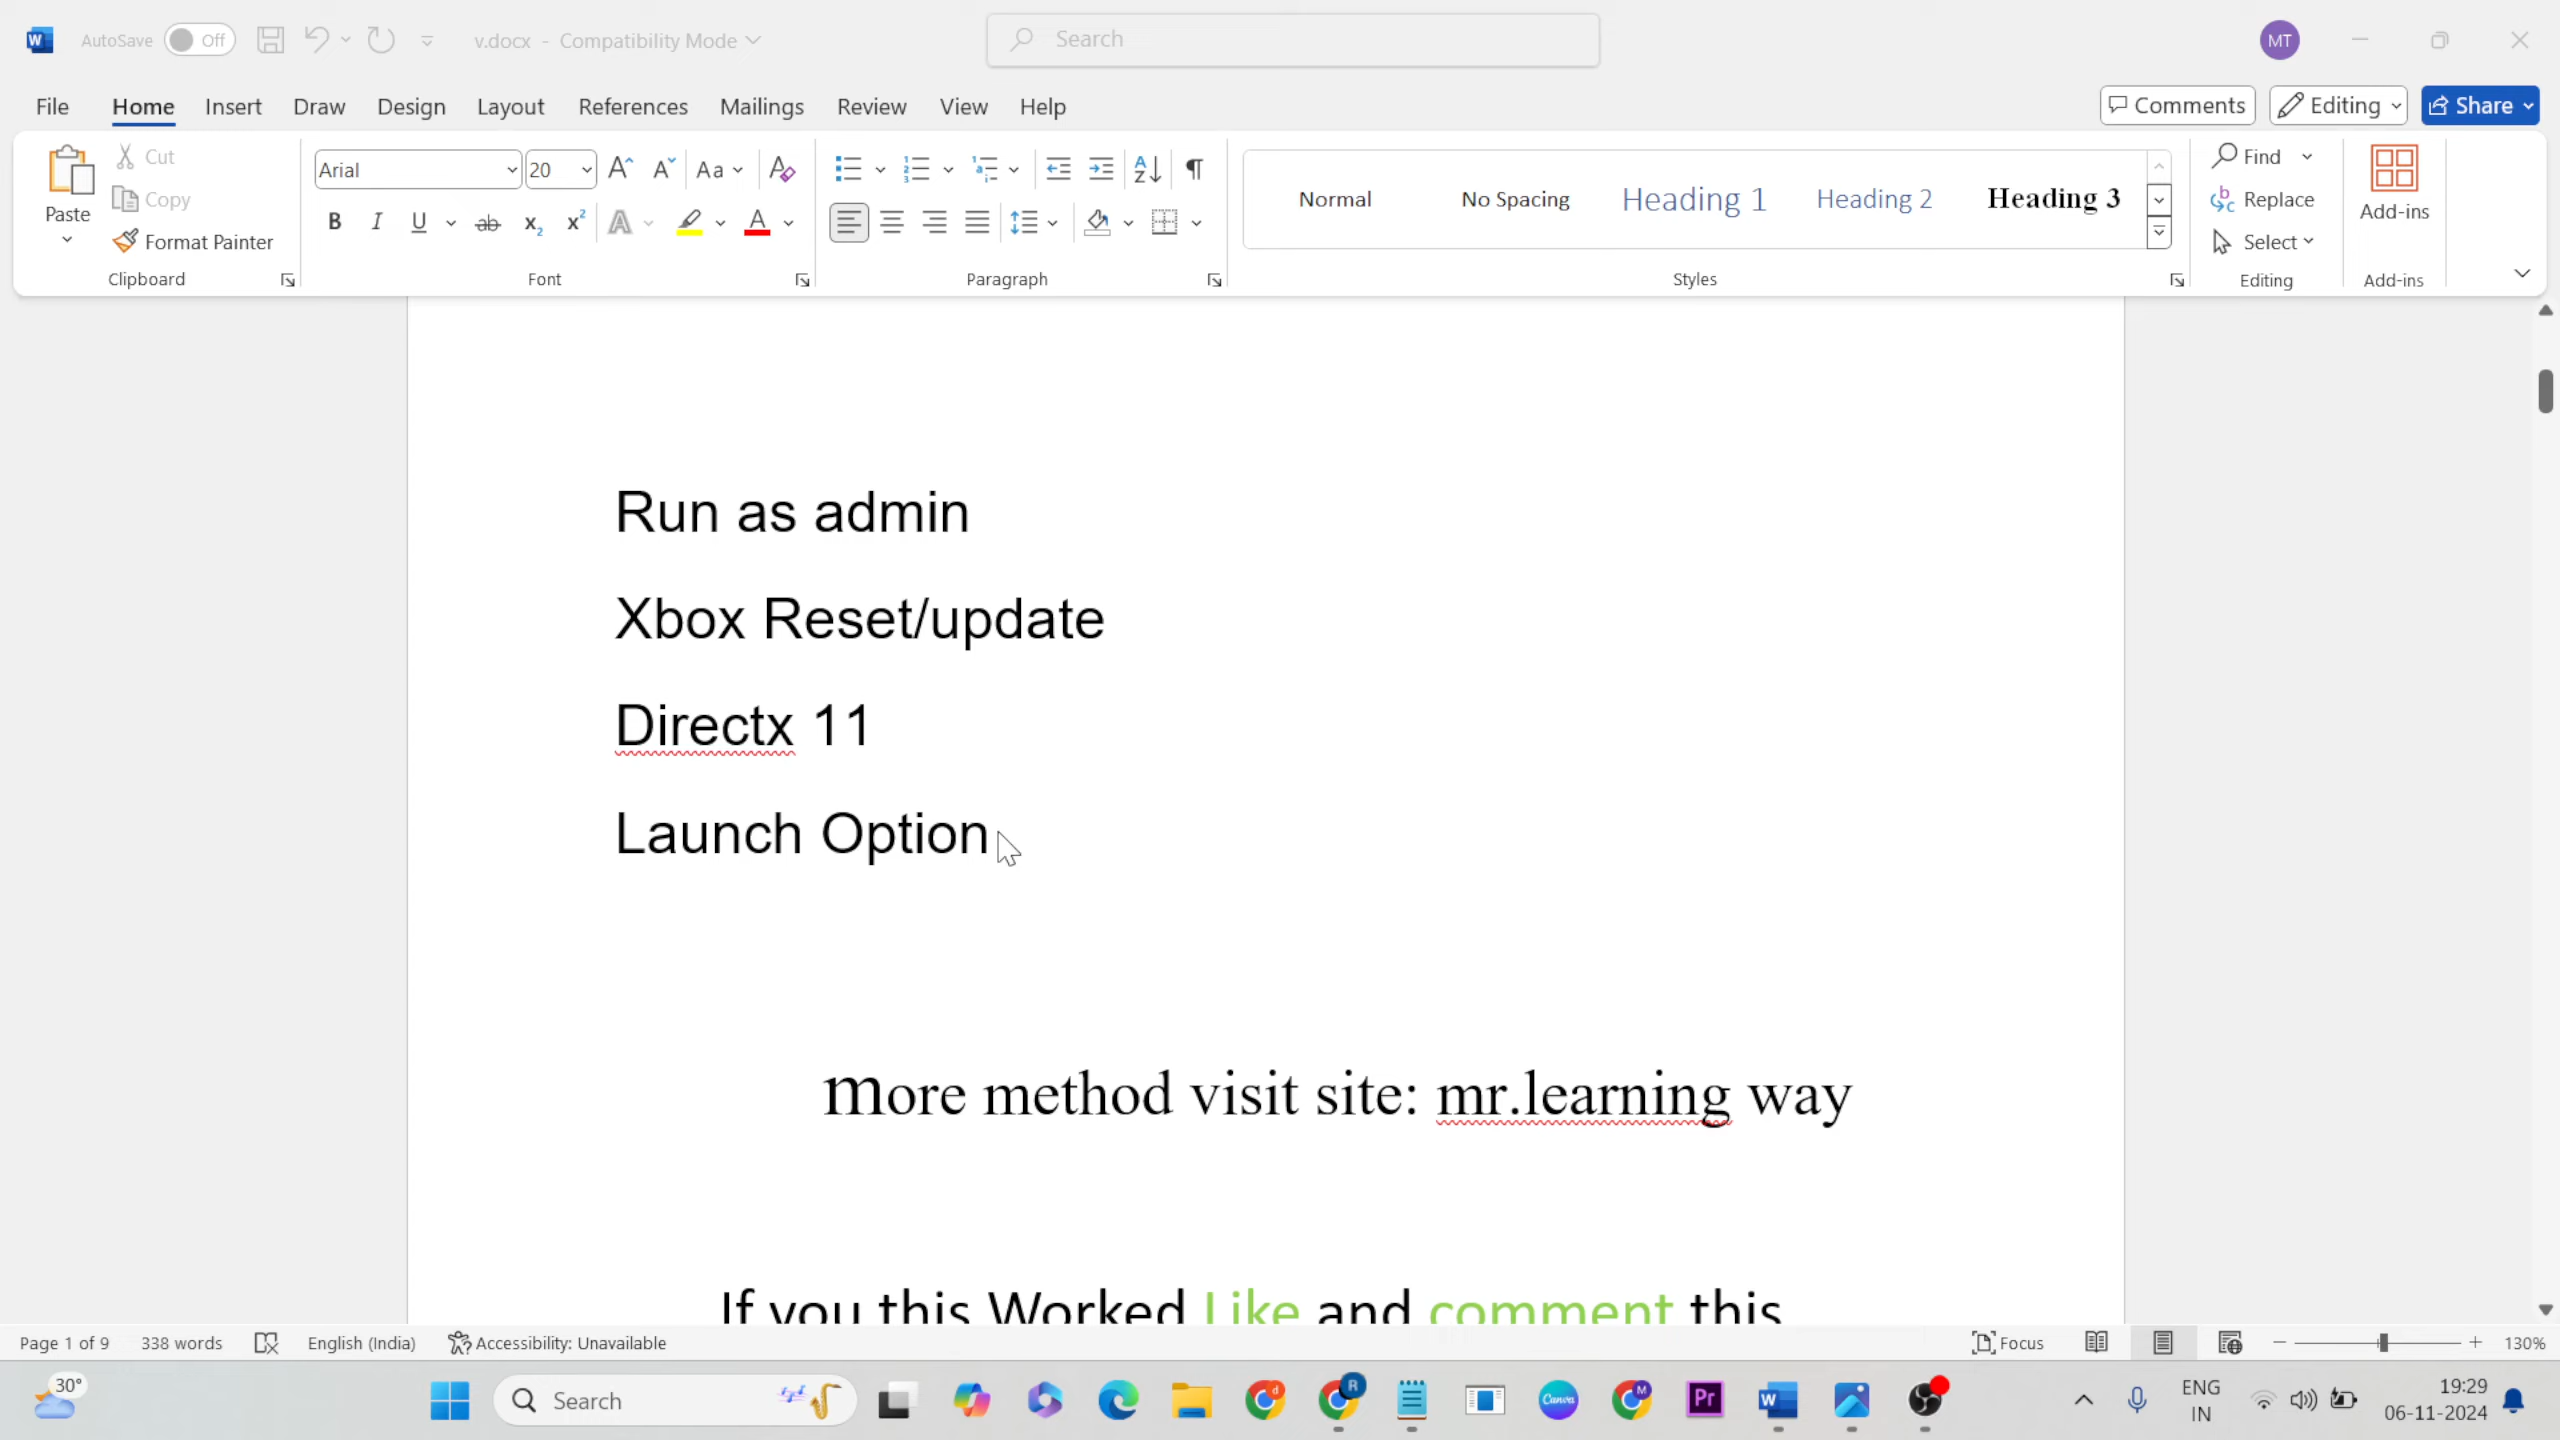 AutoSave Off v.docx - Compatibility Mode Search MT
File Home Insert Draw Design Layout References Mailings Review View Help Comments Editing Share
Paste Cut Copy Format Painter
Clipboard
Arial 20 Aa
B I U ab x2 x2 A A
Font
Paragraph
Normal No Spacing Heading 1 Heading 2 Heading 3
Styles
Find
Replace
Select
Editing
Add-ins
Add-ins
Run as admin
Xbox Reset/update
Directx 11
Launch Option
more method visit site: mr.learning way
If you this Worked Like and comment this
Page 1 of 9 338 words English (India) Accessibility: Unavailable Focus 130%
30° Search ENG IN 19:29 06-11-2024